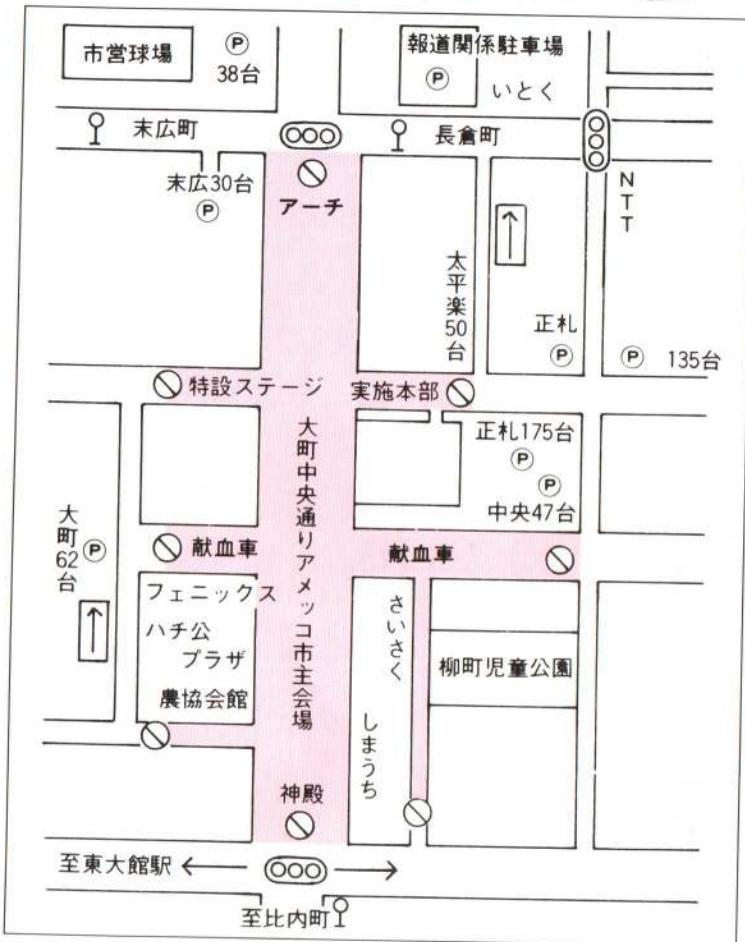 市営球場
Ⓟ
38台
報道関係駐車場
Ⓟ
いとく
末広町
長倉町
末広30台
Ⓟ
アーチ
NTT
太平楽50台
正札
Ⓟ
Ⓟ 135台
特設ステージ
実施本部
大町中央通りアメッコ市主会場
正札175台
Ⓟ
Ⓟ
中央47台
大町62台
Ⓟ
献血車
献血車
フェニックス
ハチ公
プラザ
農協会館
さいさく
しまうち
柳町児童公園
神殿
至東大館駅
至比内町